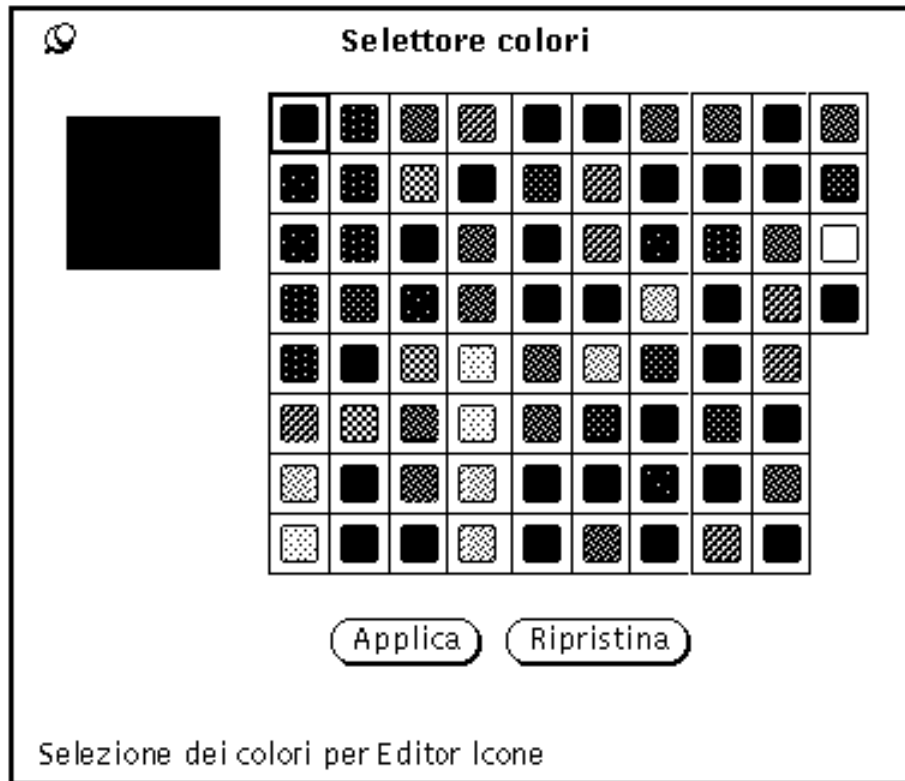 Selettore colori
Applica
Ripristina
Selezione dei colori per Editor Icone